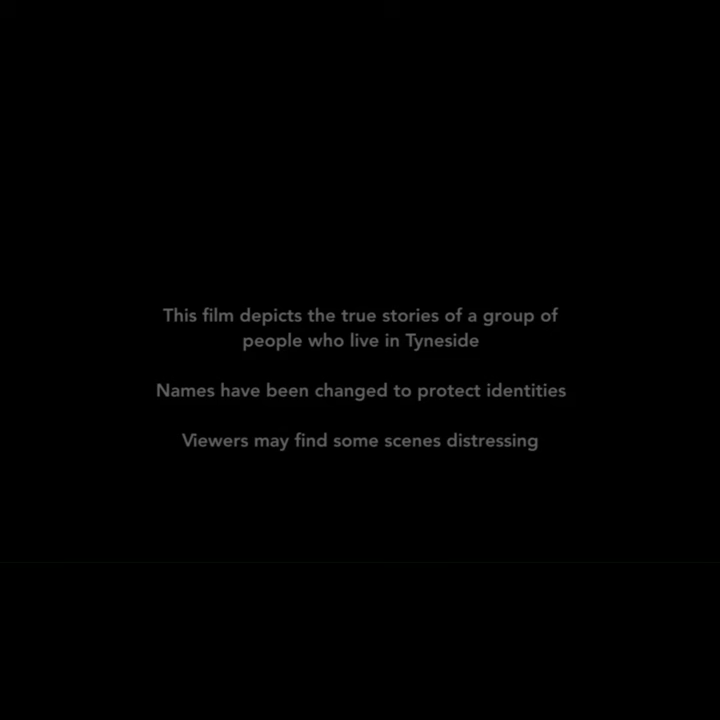 This film depicts the true stories of a group of
people who live in Tyneside
Names have been changed to protect identities
Viewers may find some scenes distressing